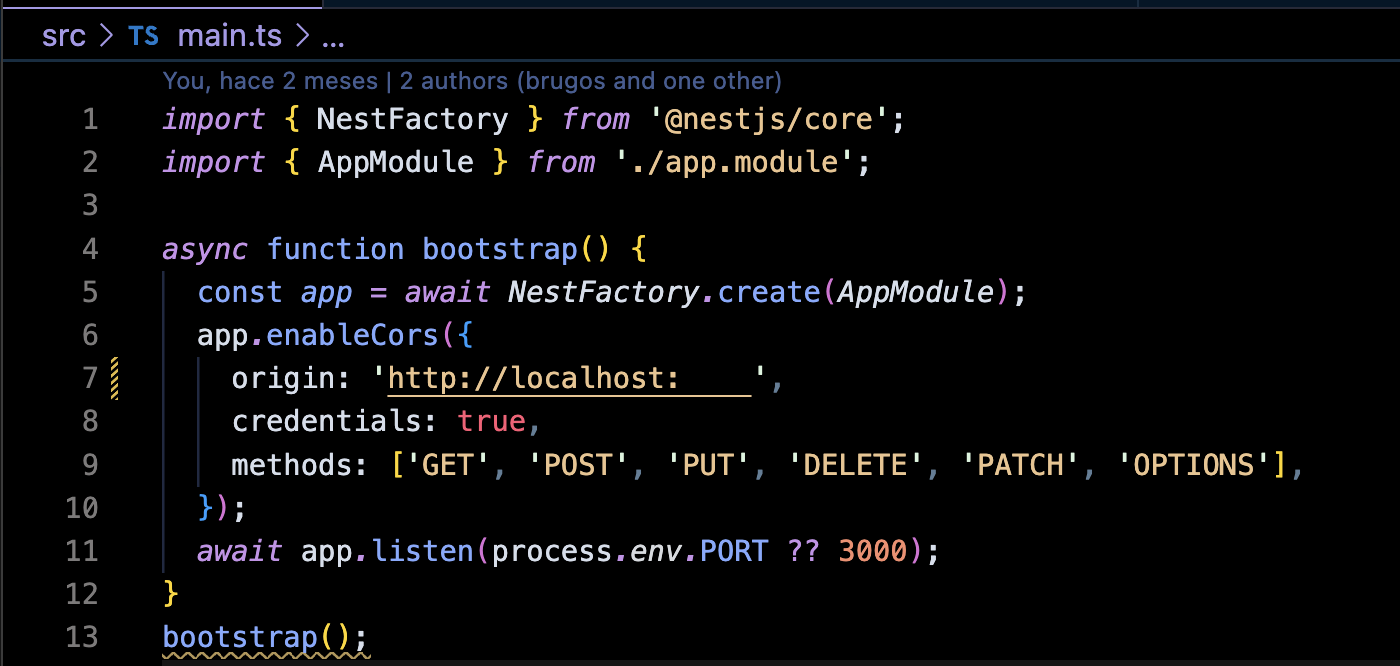 src > TS main.ts > ...
You, hace 2 meses | 2 authors (brugos and one other)
1 import { NestFactory } from '@nestjs/core';
2 import { AppModule } from './app.module';
3
4 async function bootstrap() {
5 const app = await NestFactory.create(AppModule);
6 app.enableCors({
7 origin: 'http://localhost:    ',
8 credentials: true,
9 methods: ['GET', 'POST', 'PUT', 'DELETE', 'PATCH', 'OPTIONS'],
10 });
11 await app.listen(process.env.PORT ?? 3000);
12 }
13 bootstrap();